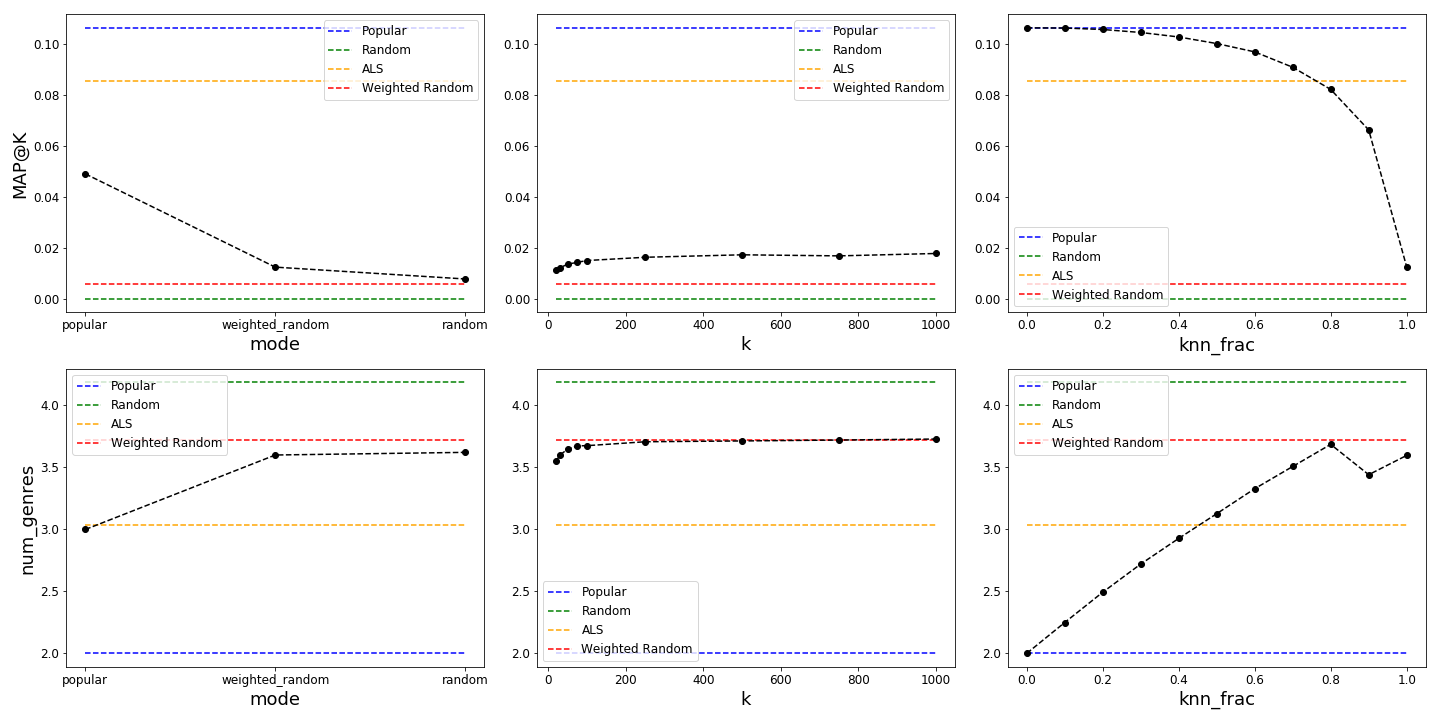 MAP@K
0.10
0.08
0.06
0.04
0.02
0.00
Popular
Random
ALS
Weighted Random
popular
weighted_random
random
mode
0.10
0.08
0.06
0.04
0.02
0.00
Popular
Random
ALS
Weighted Random
0
200
400
600
800
1000
k
0.10
0.08
0.06
0.04
0.02
0.00
Popular
Random
ALS
Weighted Random
0.0
0.2
0.4
0.6
0.8
1.0
knn_frac
num_genres
4.0
3.5
3.0
2.5
2.0
Popular
Random
ALS
Weighted Random
popular
weighted_random
random
mode
4.0
3.5
3.0
2.5
2.0
Popular
Random
ALS
Weighted Random
0
200
400
600
800
1000
k
4.0
3.5
3.0
2.5
2.0
Popular
Random
ALS
Weighted Random
0.0
0.2
0.4
0.6
0.8
1.0
knn_frac